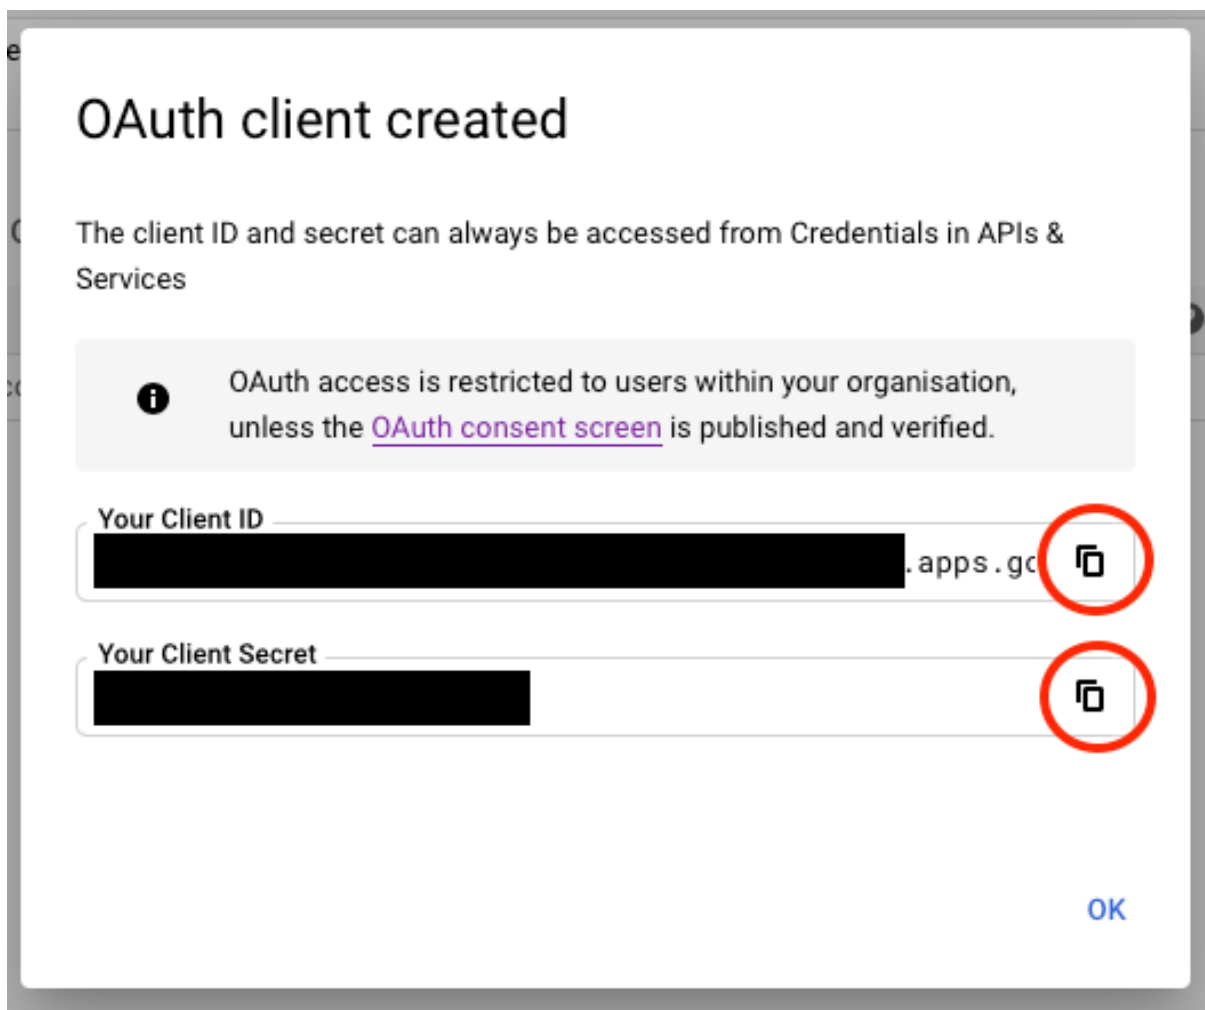 OAuth client created
The client ID and secret can always be accessed from Credentials in APIs &
Services
OAuth access is restricted to users within your organisation,
unless the OAuth consent screen is published and verified.
Your Client ID
.apps.go
Your Client Secret
OK